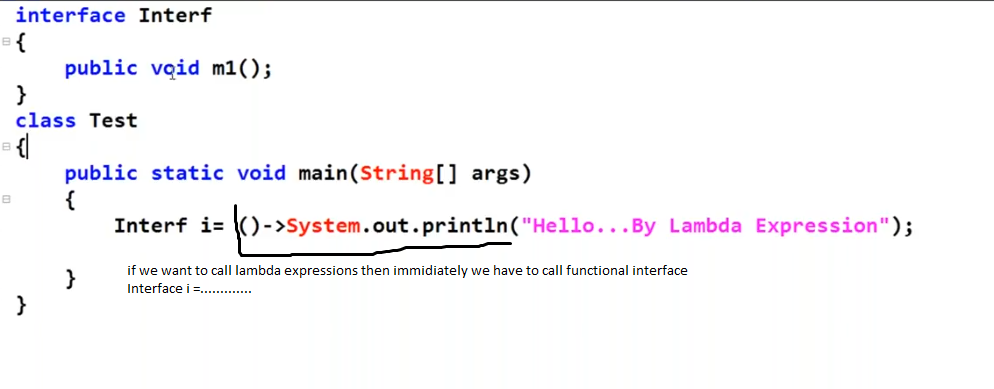 interface Interf
{
public void m1();
}
class Test
{
public static void main(String[] args)
{
Interf i= ()->System.out.println("Hello...By Lambda Expression");
if we want to call lambda expressions then immidiately we have to call functional interface
}
Interface i =.............
}